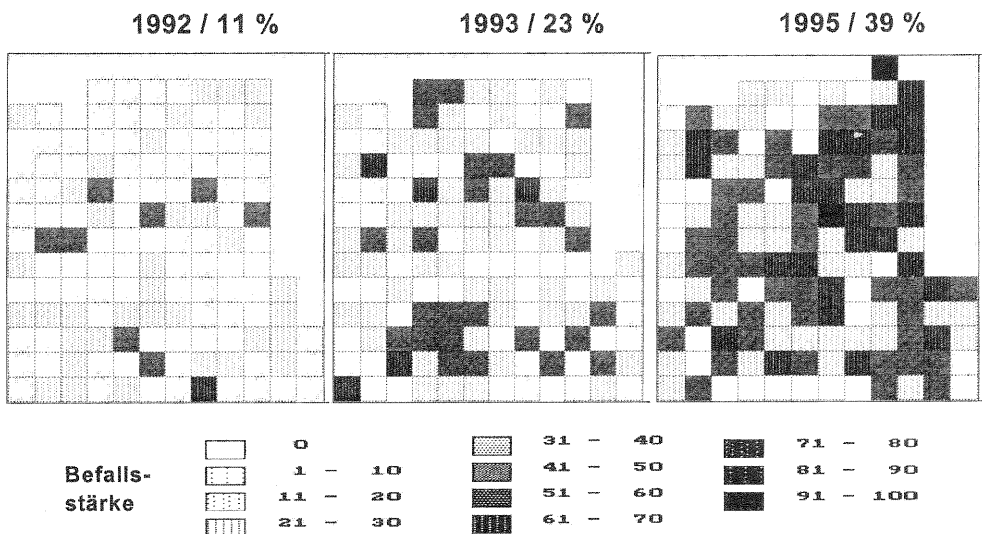 1992 / 11 %
1993 / 23 %
1995 / 39 %
Befalls-
stärke
0
1 - 10
11 - 20
21 - 30
31 - 40
41 - 50
51 - 60
61 - 70
71 - 80
81 - 90
91 - 100